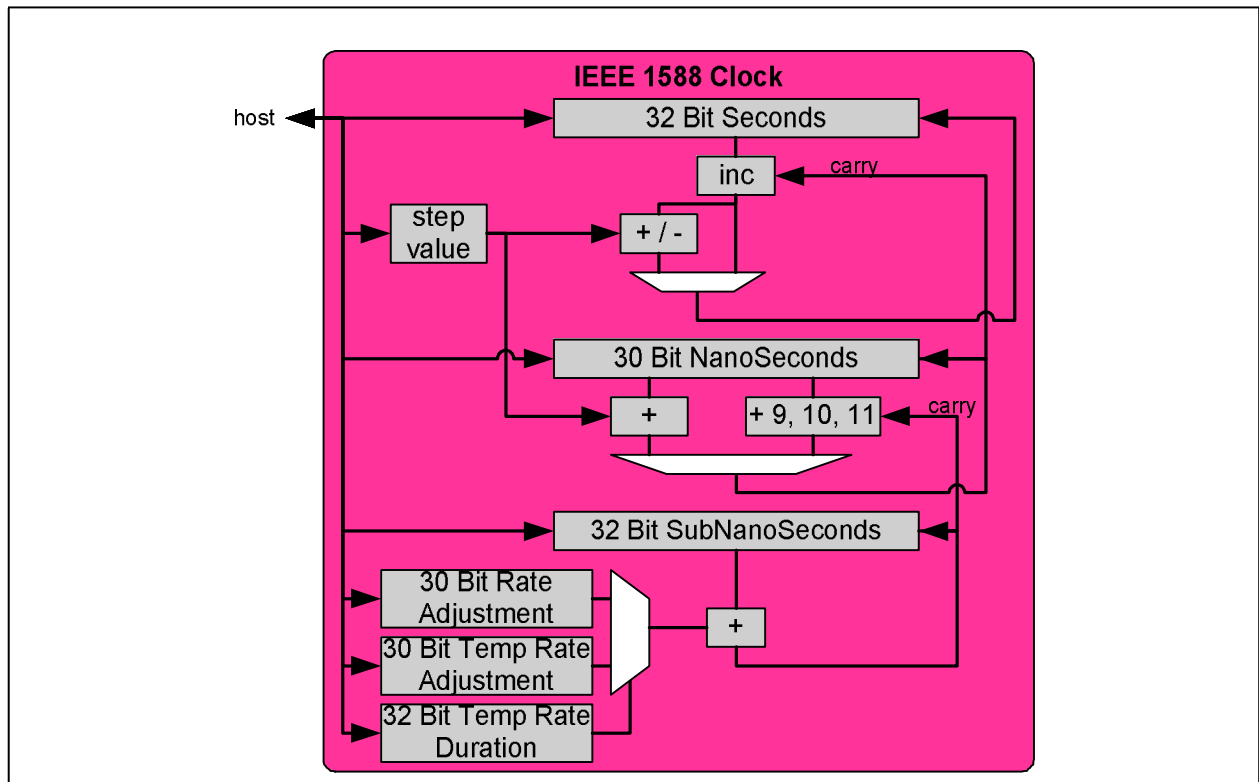 IEEE 1588 Clock
host
32 Bit Seconds
inc
carry
step
value
+ / -
30 Bit NanoSeconds
+
+ 9, 10, 11
carry
32 Bit SubNanoSeconds
30 Bit Rate
Adjustment
+
30 Bit Temp Rate
Adjustment
32 Bit Temp Rate
Duration